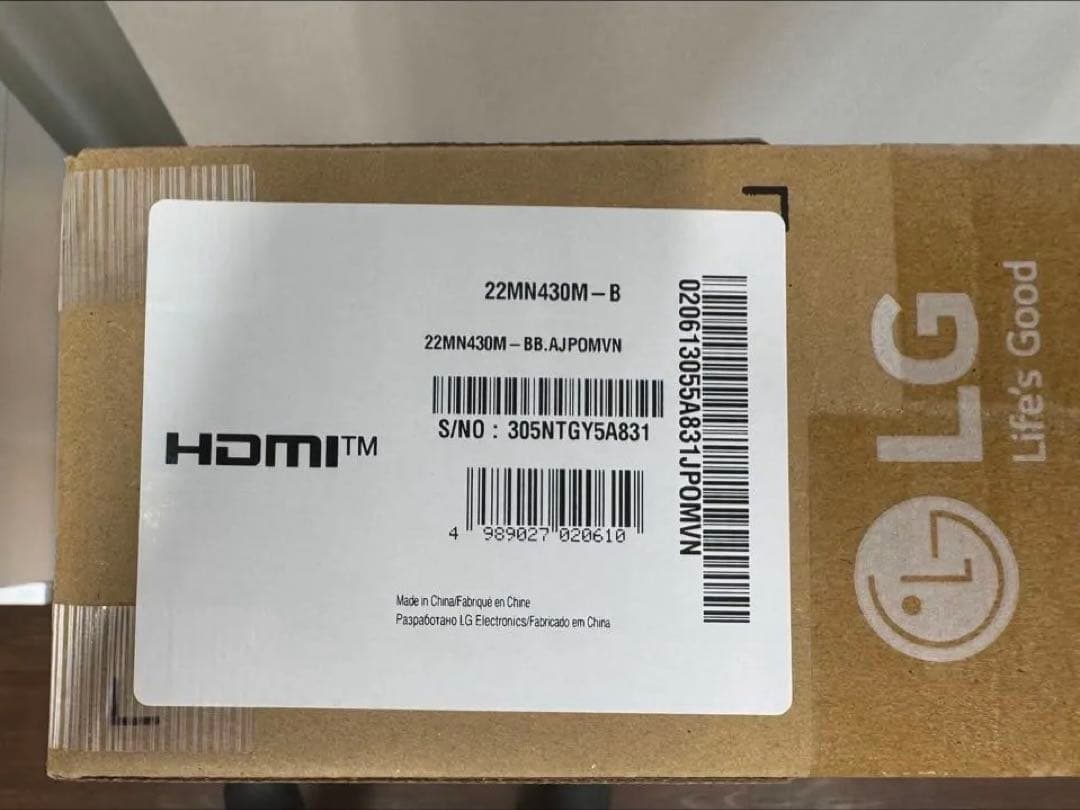 22MN430M-B
22MN430M-BB.AJPOMVN
S/NO : 305NTGY5A831
HDMI™
4 989027 020610
Made in China/Fabriqué en Chine
Разработано LG Electronics/Fabricado em China
020613055A831JPOMVN
LG
Life's Good